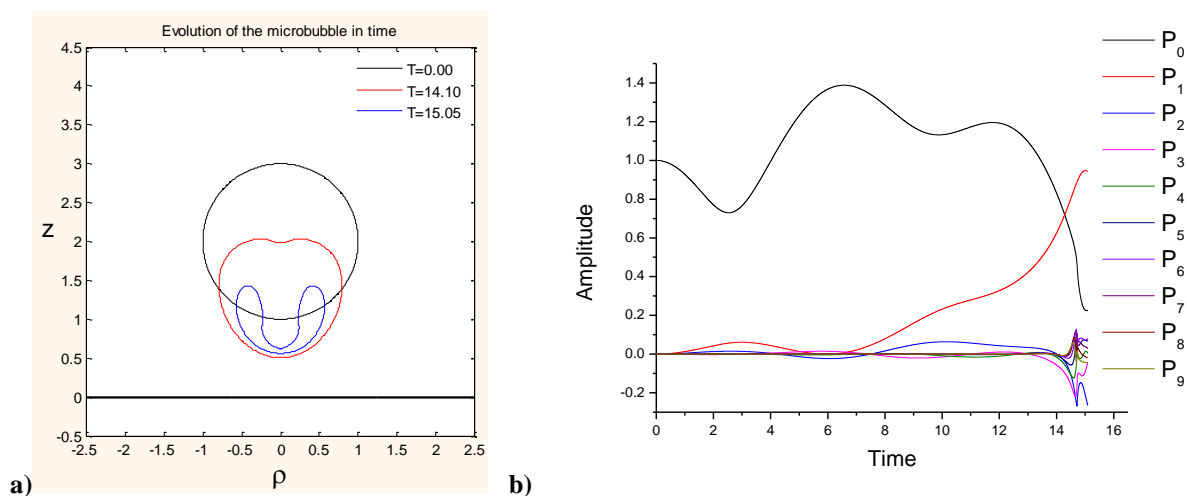 Evolution of the microbubble in time
4.5
4
3.5
3
2.5
2
1.5
1
0.5
0
-0.5
z
-2.5 -2 -1.5 -1 -0.5 0 0.5 1 1.5 2 2.5
ρ
T=0.00
T=14.10
T=15.05
a)
1.4
1.2
1.0
0.8
0.6
0.4
0.2
0.0
-0.2
Amplitude
0 2 4 6 8 10 12 14 16
Time
P₀
P₁
P₂
P₃
P₄
P₅
P₆
P₇
P₈
P₉
b)